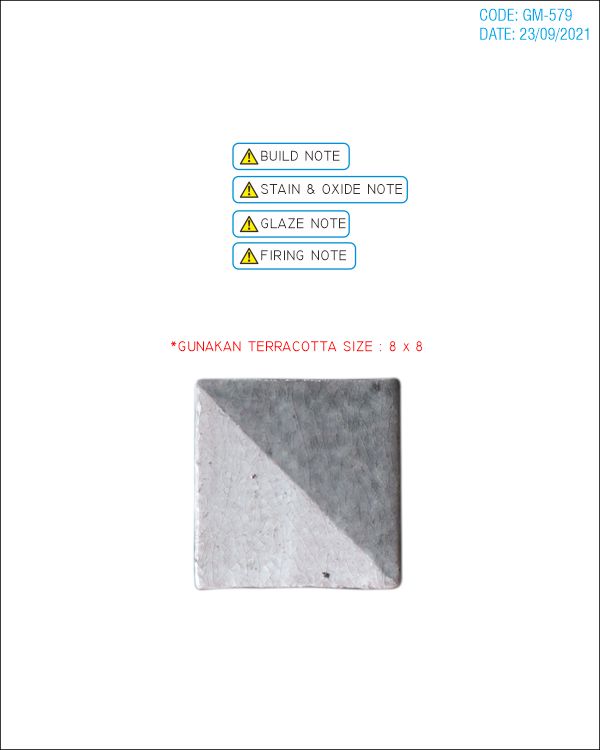 CODE: GM-579
DATE: 23/09/2021
BUILD NOTE
STAIN & OXIDE NOTE
GLAZE NOTE
FIRING NOTE
*GUNAKAN TERRACOTTA SIZE : 8 x 8